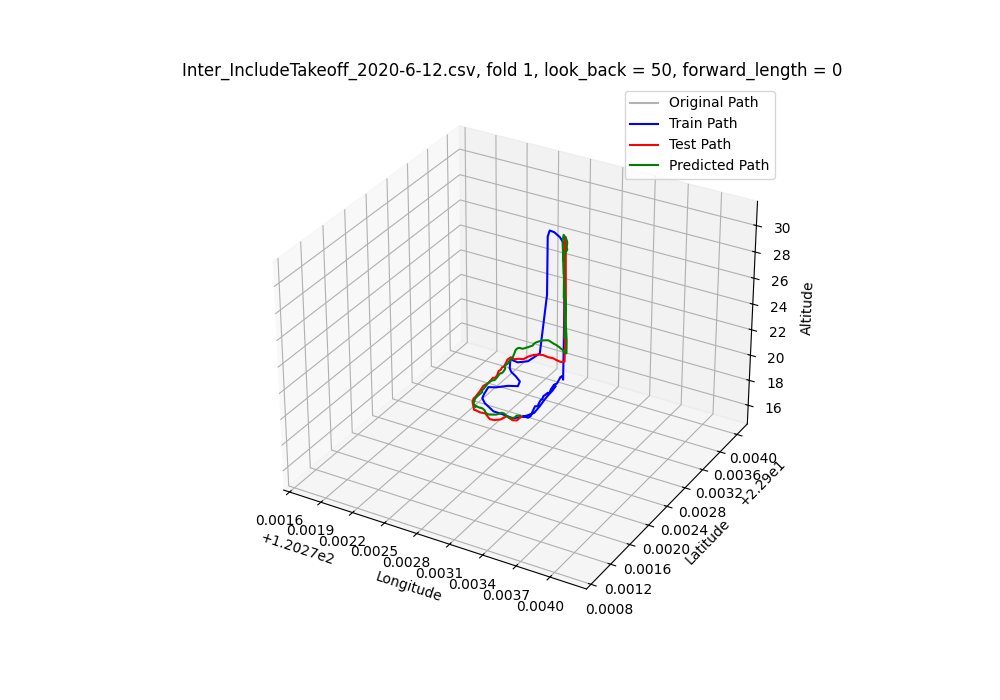 Inter_IncludeTakeoff_2020-6-12.csv, fold 1, look_back = 50, forward_length = 0
Original Path
Train Path
Test Path
Predicted Path
30
28
26
24
22
20
18
16
Altitude
0.0040
0.0036
0.0032
0.0028
0.0024
0.0020
0.0016
0.0012
0.0008
+2.29e1
Latitude
0.0016
0.0019
0.0022
0.0025
0.0028
0.0031
0.0034
0.0037
0.0040
+1.2027e2
Longitude